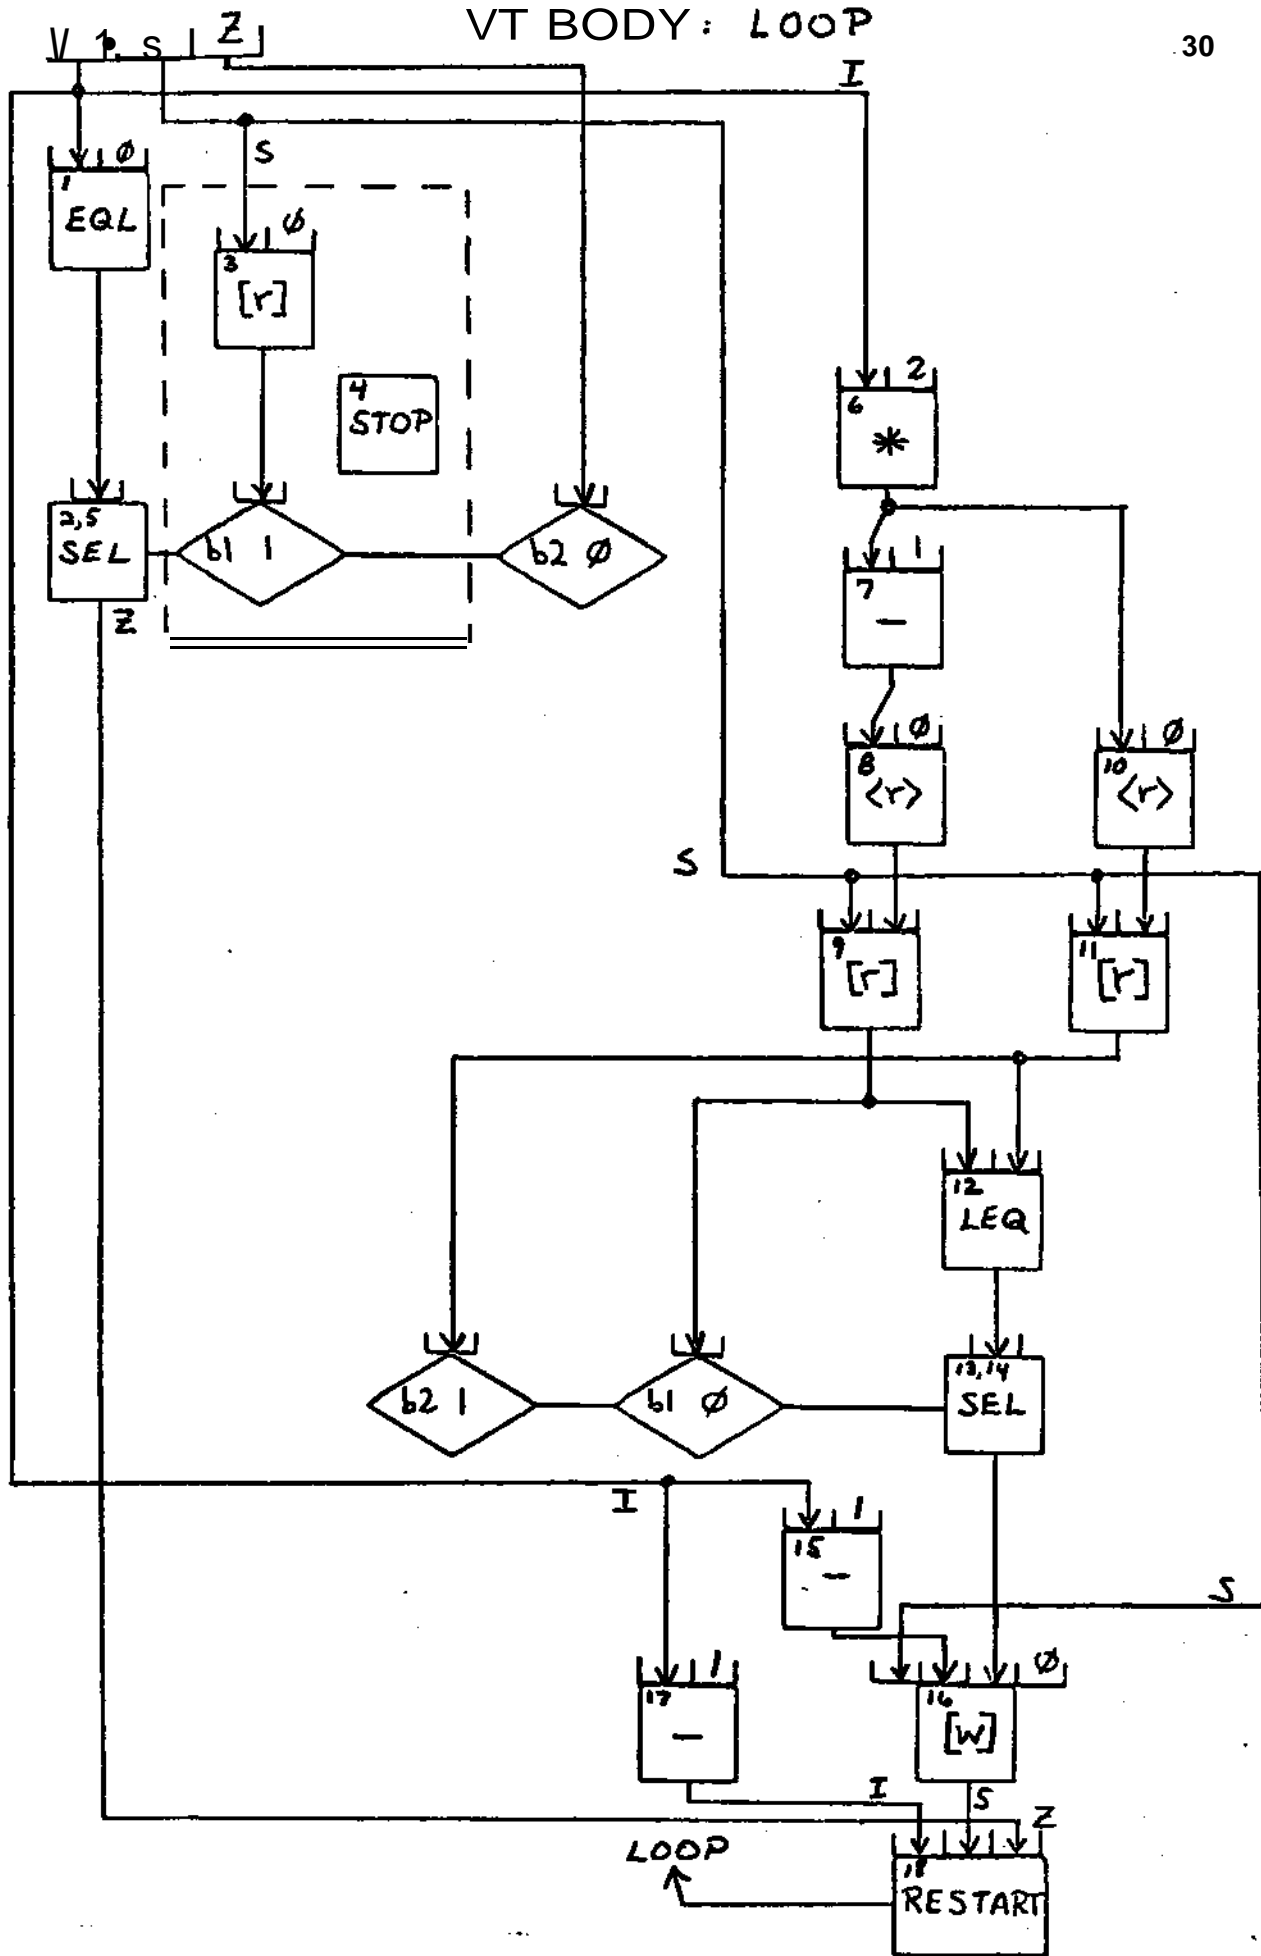 VT BODY: LOOP
30
S Z
I
1 Ø
EQL
S
3 Ø
[r]
4
STOP
2,5
SEL
b1 1
b2 Ø
Z
2
6
*
1
7
-
Ø
8
<r>
Ø
10
<r>
S
9
[r]
11
[r]
12
LEQ
13,14
SEL
b1 Ø
b2 1
I
1
15
-
S
1
17
-
Ø
16
[W]
I
S
Z
LOOP
18
RESTART